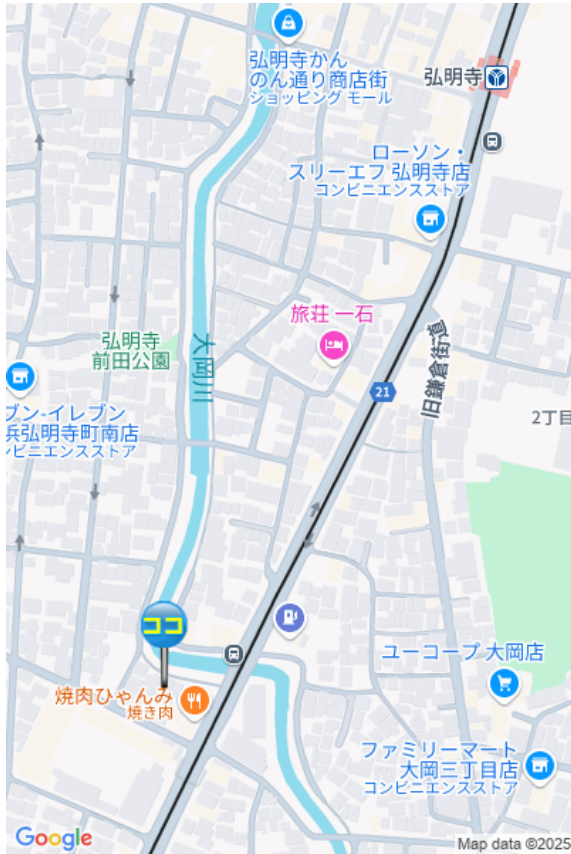 弘明寺かん
のん通り商店街
ショッピング モール
弘明寺
ローソン・
スリーエフ 弘明寺店
コンビニエンスストア
旅荘 一石
弘明寺
前田公園
大岡川
旧鎌倉街道
21
ブン-イレブン
浜弘明寺町南店
ンビニエンスストア
2丁目
ココ
ユーコープ 大岡店
焼肉ひゃんみ
焼き肉
ファミリーマート
大岡三丁目店
コンビニエンスストア
Google
Map data ©2025